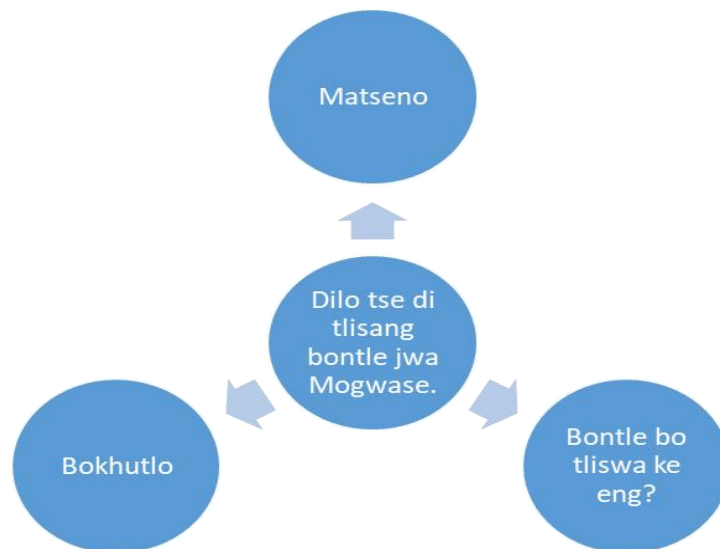 Matseno
Dilo tse di
tlisang
bontle jwa
Mogwase.
Bokhutlo
Bontle bo
tliswa ke
eng?